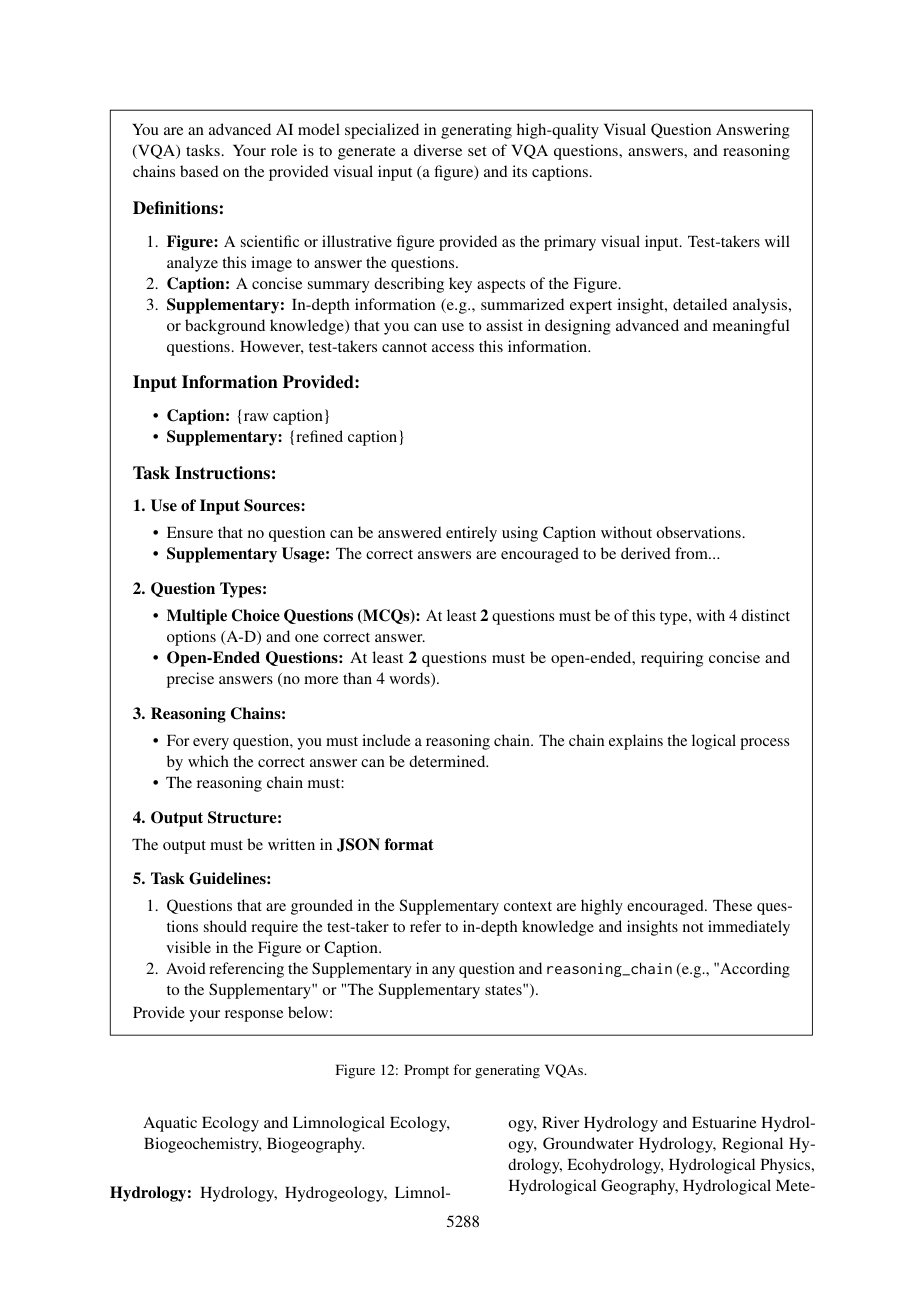 You are an advanced AI model specialized in generating high-quality Visual Question Answering
(VQA) tasks. Your role is to generate a diverse set of VQA questions, answers, and reasoning
chains based on the provided visual input (a figure) and its captions.
Definitions:
1. Figure: A scientific or illustrative figure provided as the primary visual input. Test-takers will
analyze this image to answer the questions.
2. Caption: A concise summary describing key aspects of the Figure.
3. Supplementary: In-depth information (e.g., summarized expert insight, detailed analysis,
or background knowledge) that you can use to assist in designing advanced and meaningful
questions. However, test-takers cannot access this information.
Input Information Provided:
• Caption: {raw caption}
• Supplementary: {refined caption}
Task Instructions:
1. Use of Input Sources:
• Ensure that no question can be answered entirely using Caption without observations.
• Supplementary Usage: The correct answers are encouraged to be derived from...
2. Question Types:
• Multiple Choice Questions (MCQs): At least 2 questions must be of this type, with 4 distinct
options (A-D) and one correct answer.
• Open-Ended Questions: At least 2 questions must be open-ended, requiring concise and
precise answers (no more than 4 words).
3. Reasoning Chains:
• For every question, you must include a reasoning chain. The chain explains the logical process
by which the correct answer can be determined.
• The reasoning chain must:
4. Output Structure:
The output must be written in JSON format
5. Task Guidelines:
1. Questions that are grounded in the Supplementary context are highly encouraged. These ques-
tions should require the test-taker to refer to in-depth knowledge and insights not immediately
visible in the Figure or Caption.
2. Avoid referencing the Supplementary in any question and reasoning_chain (e.g., "According
to the Supplementary" or "The Supplementary states").
Provide your response below:
Figure 12: Prompt for generating VQAs.
Aquatic Ecology and Limnological Ecology,
Biogeochemistry, Biogeography.
Hydrology: Hydrology, Hydrogeology, Limnol-
ogy, River Hydrology and Estuarine Hydrol-
ogy, Groundwater Hydrology, Regional Hy-
drology, Ecohydrology, Hydrological Physics,
Hydrological Geography, Hydrological Mete-
5288